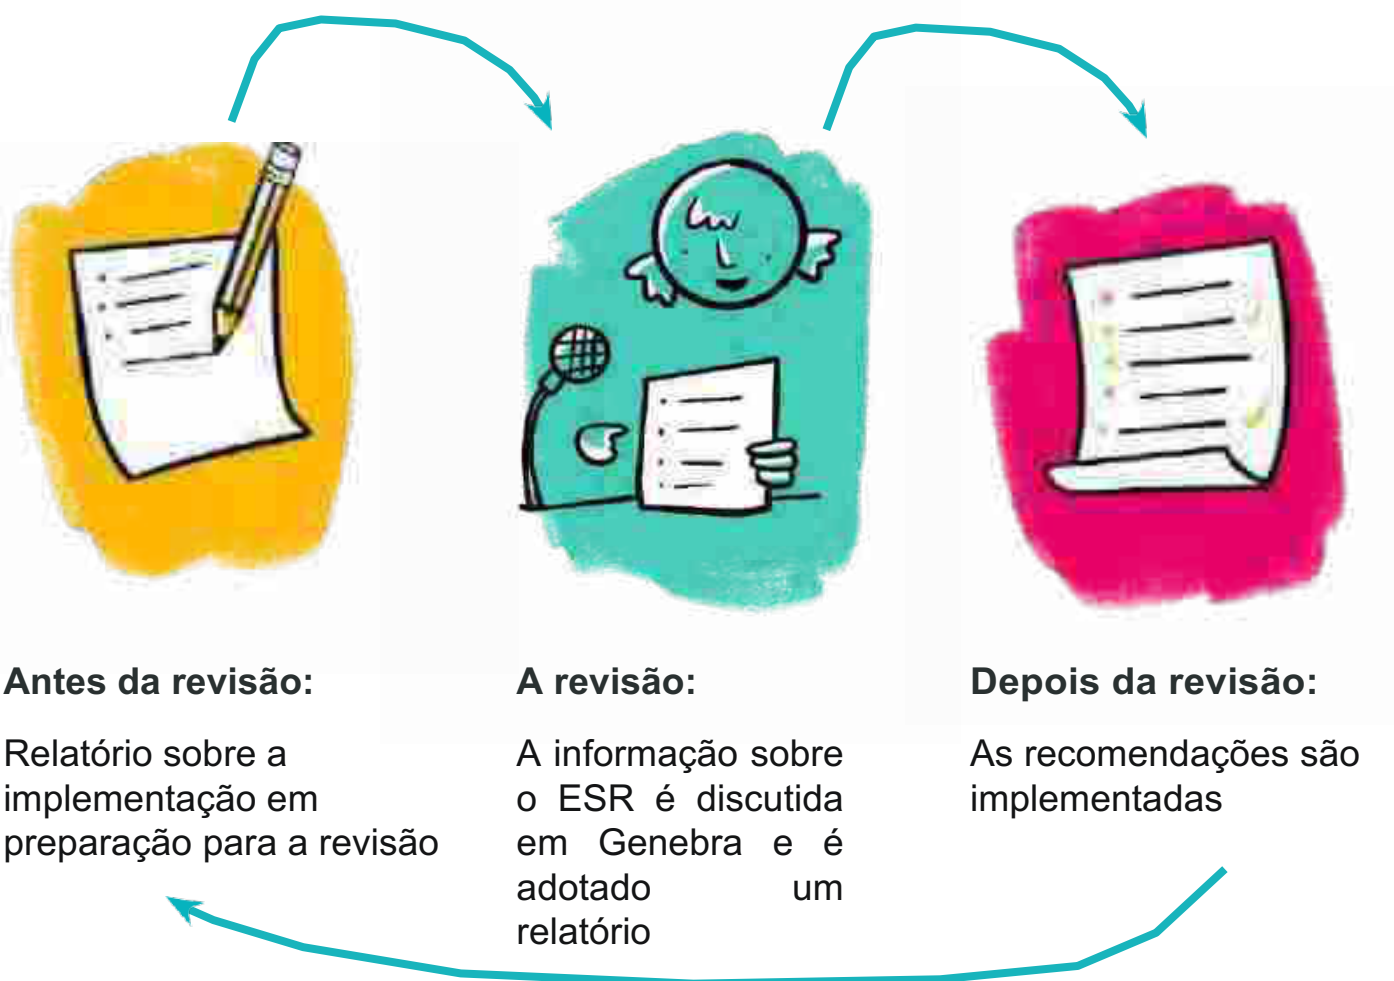 Antes da revisão:
Relatório sobre a
implementação em
preparação para a revisão
A revisão:
A informação sobre
o ESR é discutida
em Genebra e é
adotado um
relatório
Depois da revisão:
As recomendações são
implementadas